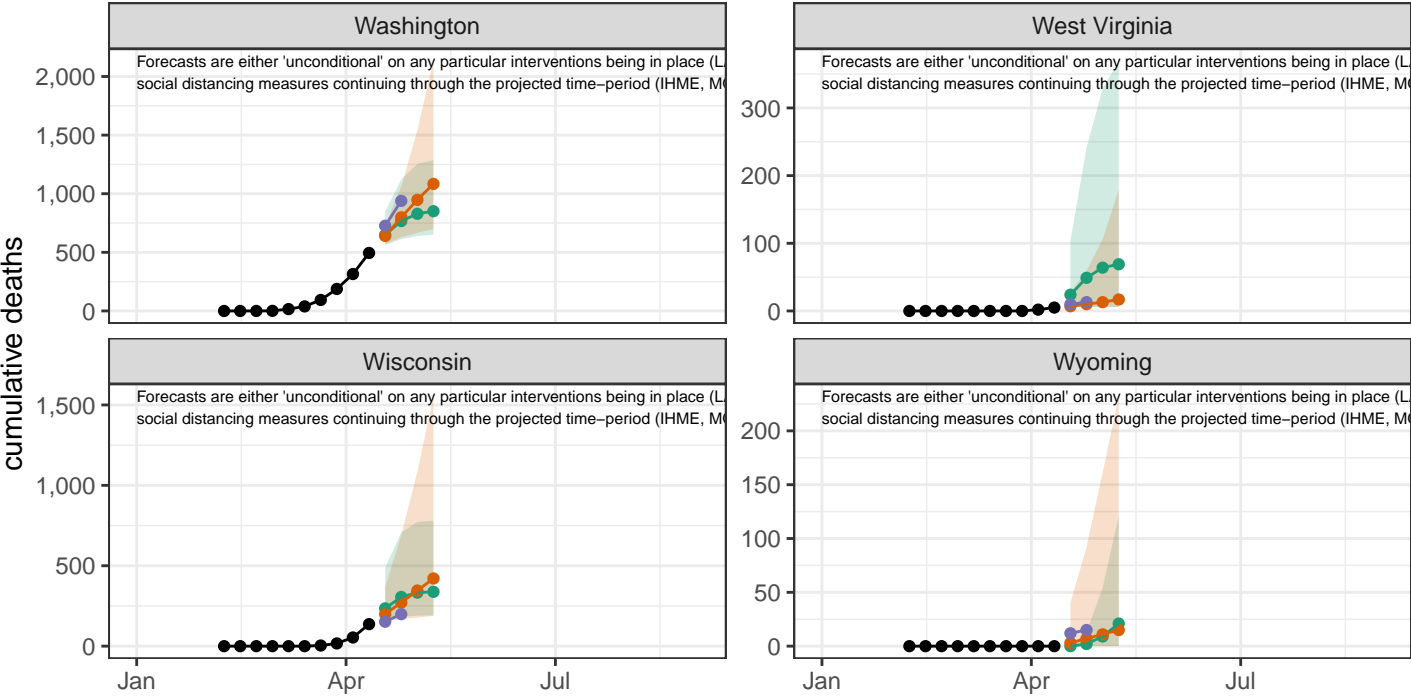 cumulative deaths
Washington
Forecasts are either 'unconditional' on any particular interventions being in place (L
social distancing measures continuing through the projected time−period (IHME, M
2,000
1,500
1,000
500
0
West Virginia
Forecasts are either 'unconditional' on any particular interventions being in place (L
social distancing measures continuing through the projected time−period (IHME, M
300
200
100
0
Wisconsin
Forecasts are either 'unconditional' on any particular interventions being in place (L
social distancing measures continuing through the projected time−period (IHME, M
1,500
1,000
500
0
Jan Apr Jul
Wyoming
Forecasts are either 'unconditional' on any particular interventions being in place (L
social distancing measures continuing through the projected time−period (IHME, M
200
150
100
50
0
Jan Apr Jul